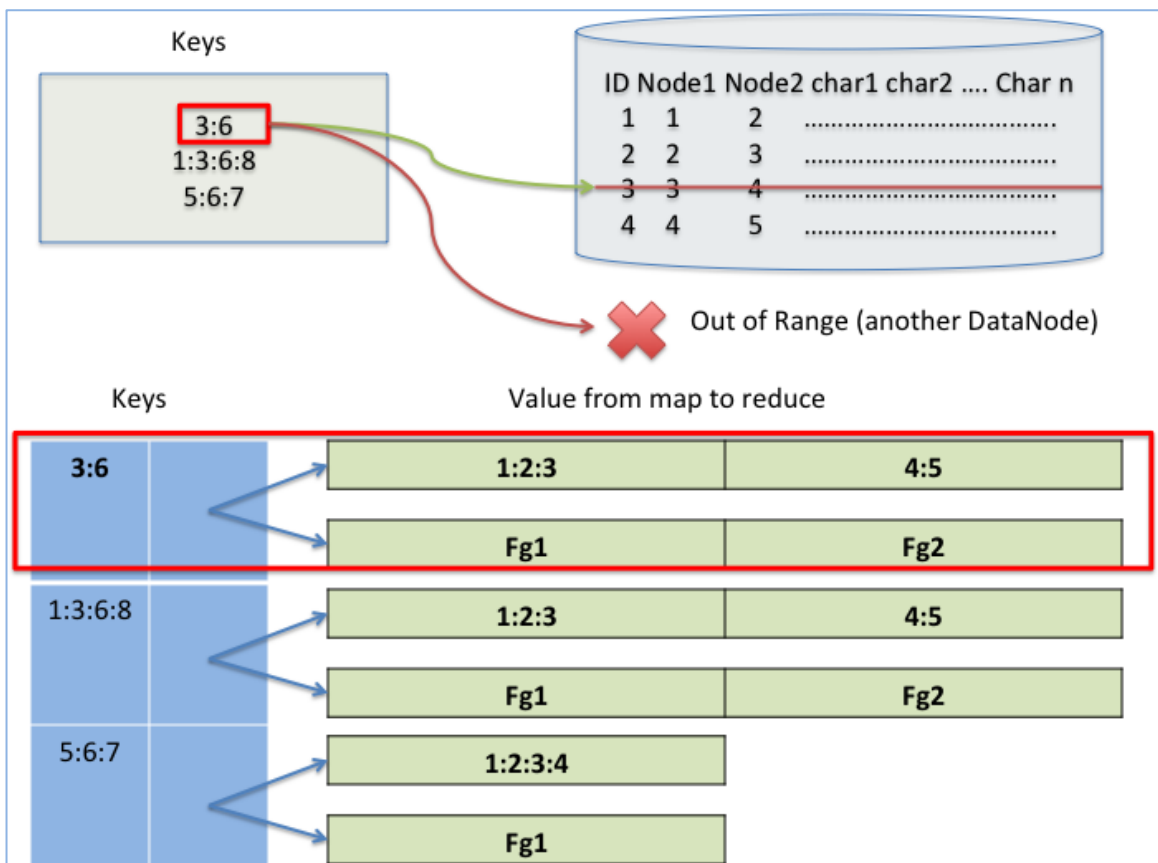 Keys
3:6
1:3:6:8
5:6:7
ID Node1 Node2 char1 char2 .... Char n
1 1 2 .......................................
2 2 3 .......................................
3 3 4 .......................................
4 4 5 .......................................
Out of Range (another DataNode)
Keys Value from map to reduce
3:6 1:2:3 4:5
Fg1 Fg2
1:3:6:8 1:2:3 4:5
Fg1 Fg2
5:6:7 1:2:3:4
Fg1